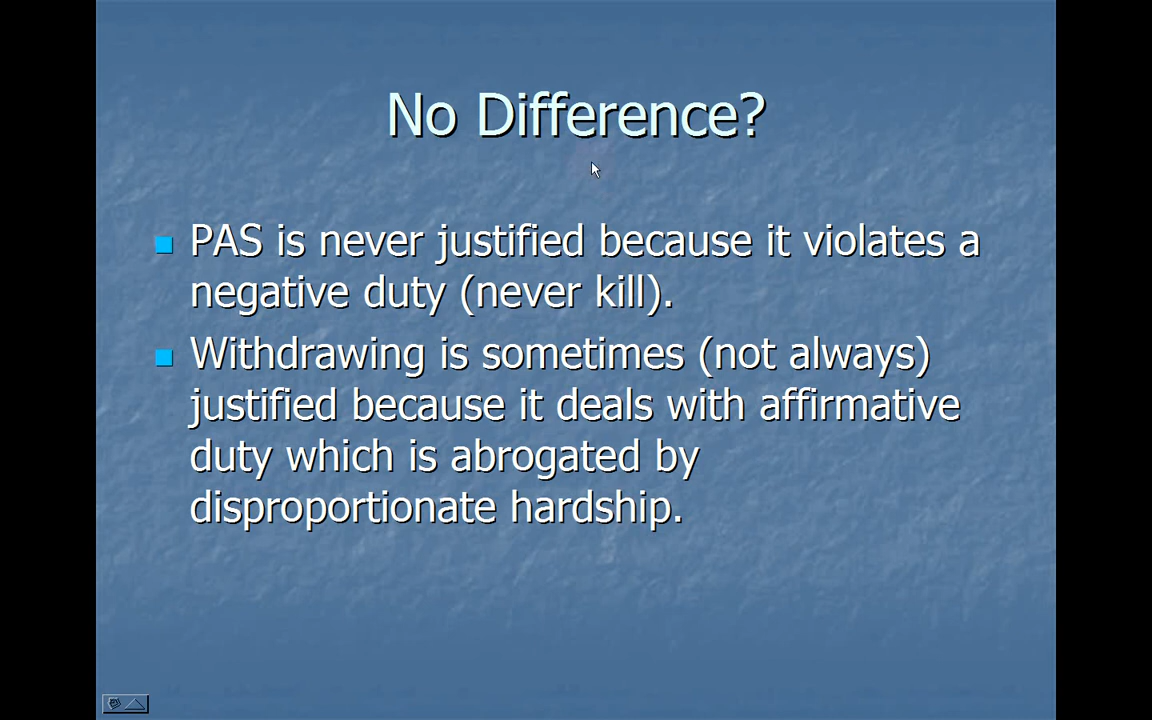 No Difference?
PAS is never justified because it violates a
negative duty (never kill).
Withdrawing is sometimes (not always)
justified because it deals with affirmative
duty which is abrogated by
disproportionate hardship.